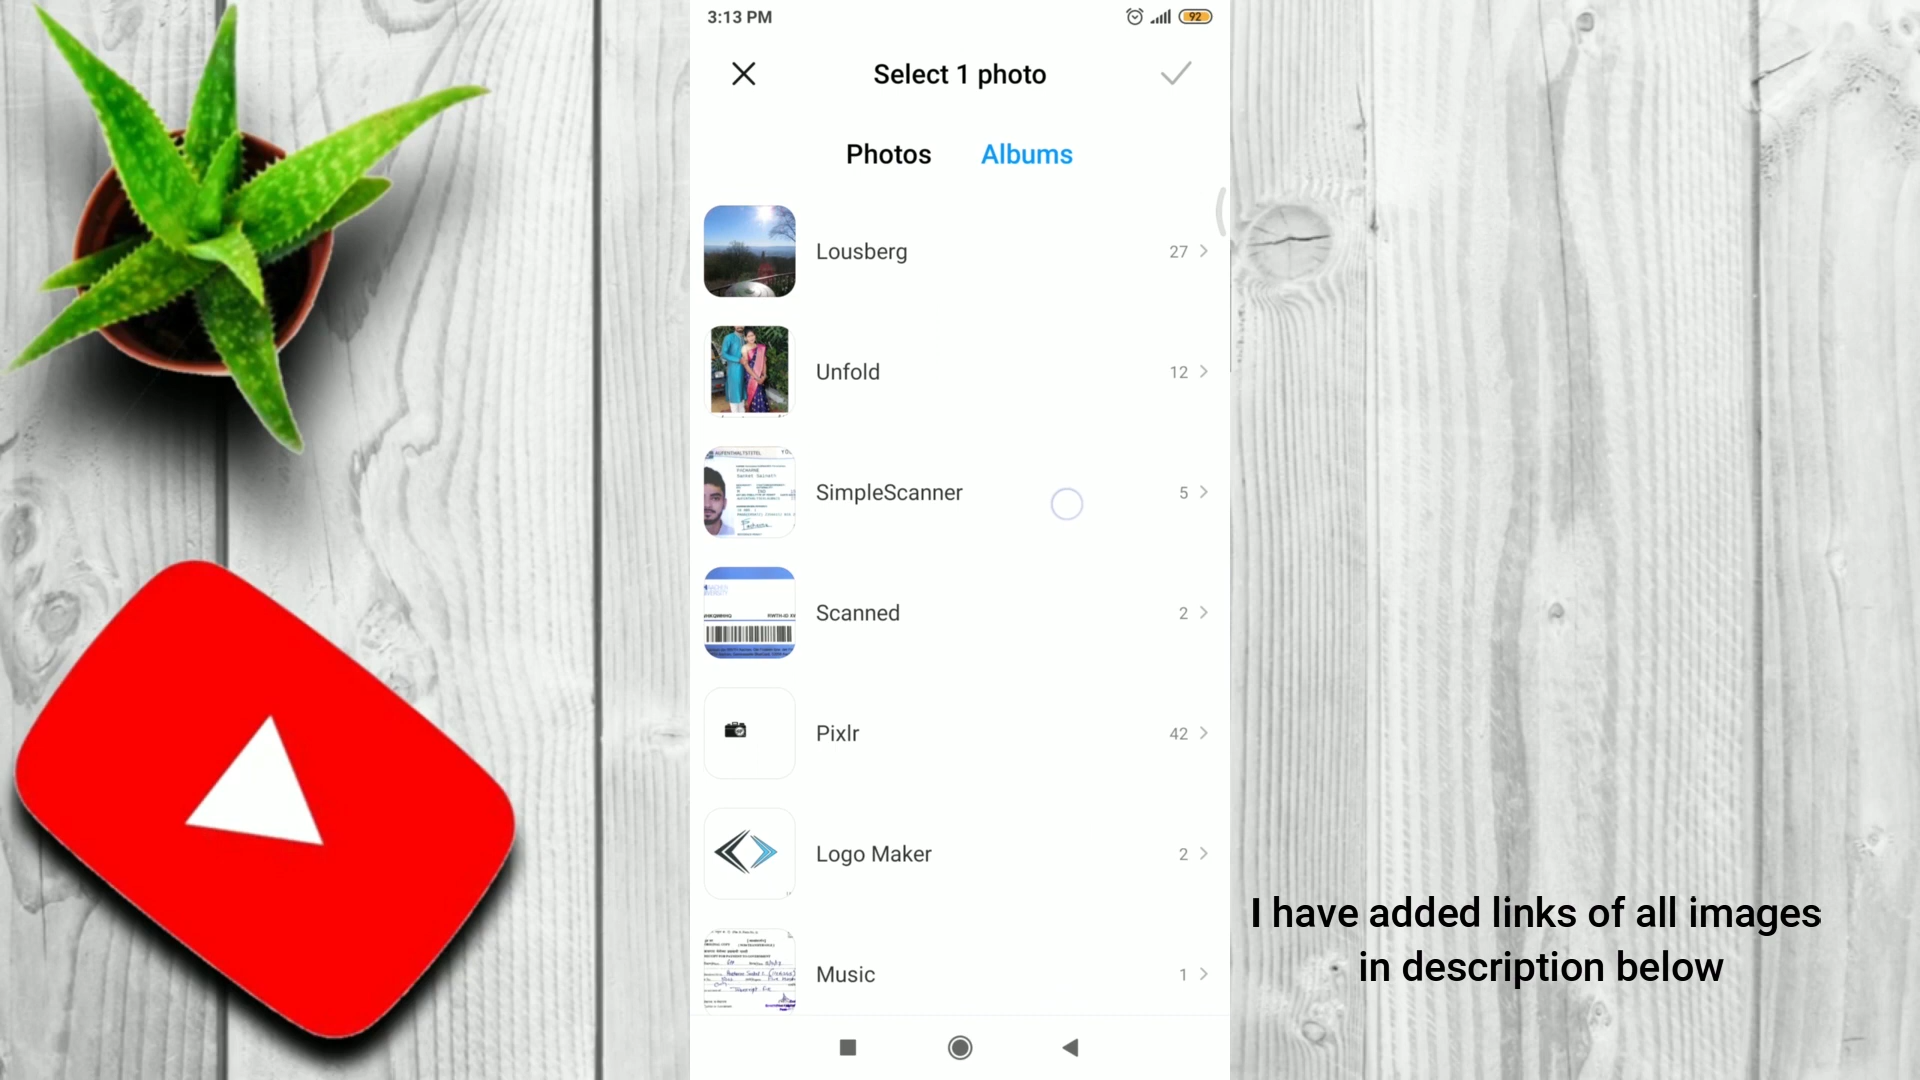 3:13 PM
92
Select 1 photo
Photos
Albums
Lousberg
27
Unfold
12
AUFENTHALTSTITEL
SimpleScanner
5
Scanned
2
Pixlr
42
Logo Maker
2
Music
1
I have added links of all images
in description below